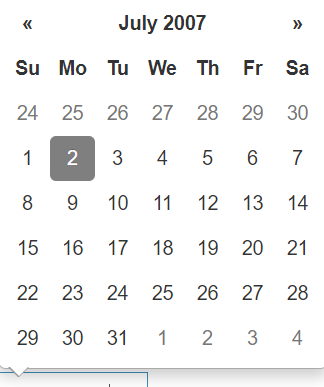 « July 2007 »
Su Mo Tu We Th Fr Sa
24 25 26 27 28 29 30
1 2 3 4 5 6 7
8 9 10 11 12 13 14
15 16 17 18 19 20 21
22 23 24 25 26 27 28
29 30 31 1 2 3 4